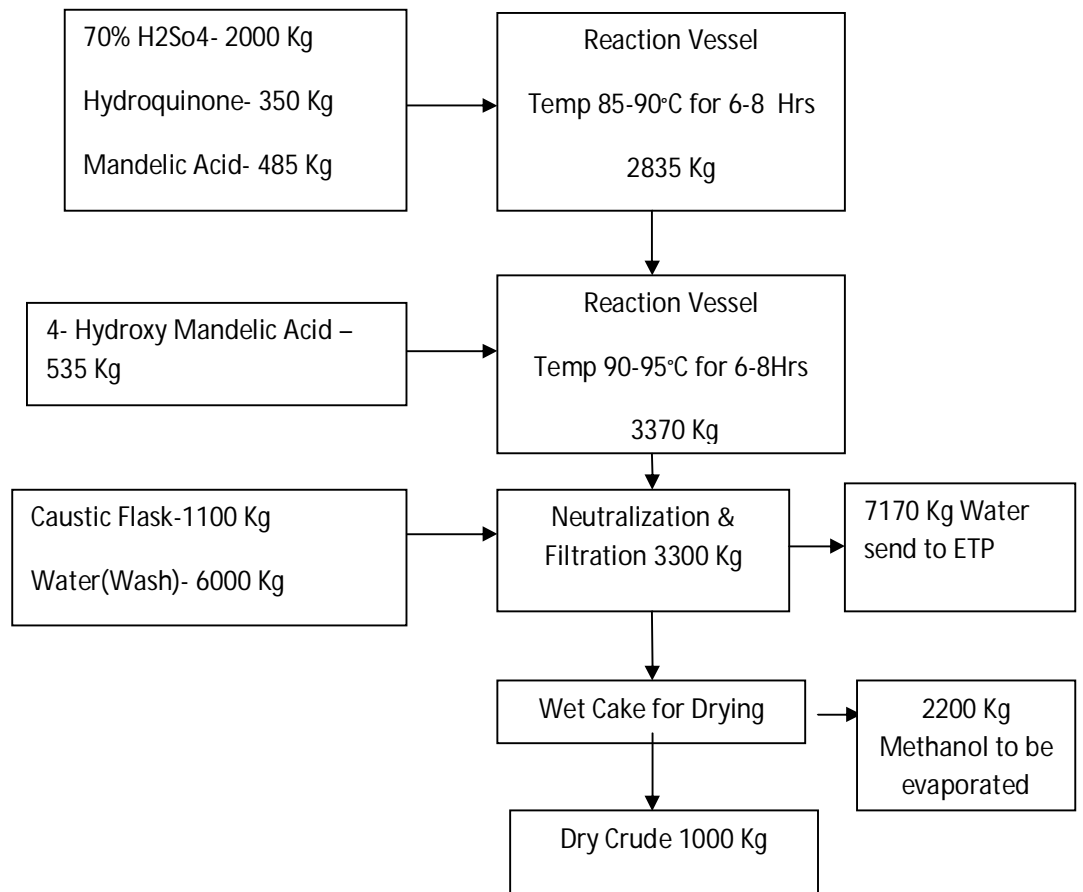 70% H2So4- 2000 Kg
Hydroquinone- 350 Kg
Mandelic Acid- 485 Kg
Reaction Vessel
Temp 85-90°C for 6-8 Hrs
2835 Kg
4- Hydroxy Mandelic Acid –
535 Kg
Reaction Vessel
Temp 90-95°C for 6-8Hrs
3370 Kg
Caustic Flask-1100 Kg
Water(Wash)- 6000 Kg
Neutralization &
Filtration 3300 Kg
7170 Kg Water
send to ETP
Wet Cake for Drying
2200 Kg
Methanol to be
evaporated
Dry Crude 1000 Kg